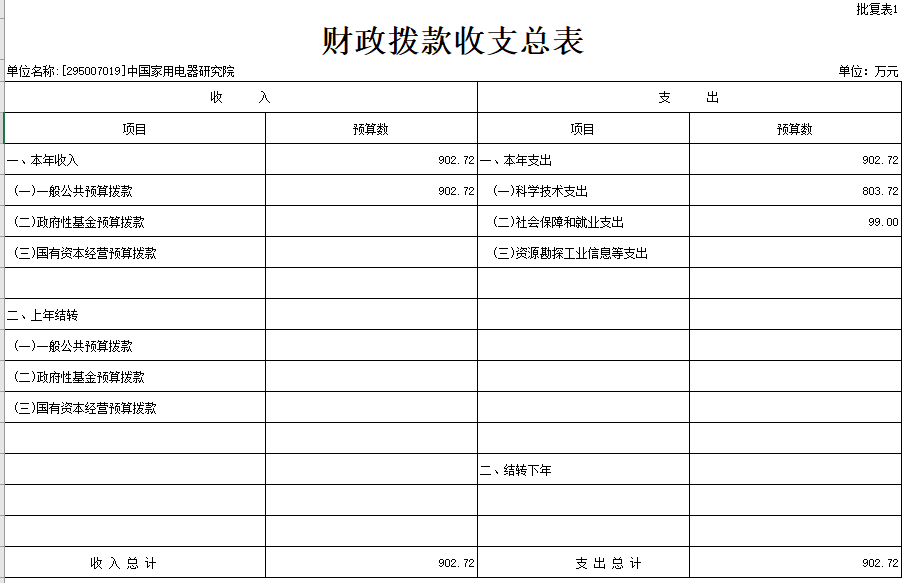 批复表1
财政拨款收支总表
单位名称:[295007019]中国家用电器研究院 单位：万元
收 入 支 出
项目 预算数 项目 预算数
一、本年收入 902.72 一、本年支出 902.72
(一)一般公共预算拨款 902.72 (一)科学技术支出 803.72
(二)政府性基金预算拨款 (二)社会保障和就业支出 99.00
(三)国有资本经营预算拨款 (三)资源勘探工业信息等支出
二、上年结转
(一)一般公共预算拨款
(二)政府性基金预算拨款
(三)国有资本经营预算拨款
二、结转下年
收 入 总 计 902.72 支 出 总 计 902.72